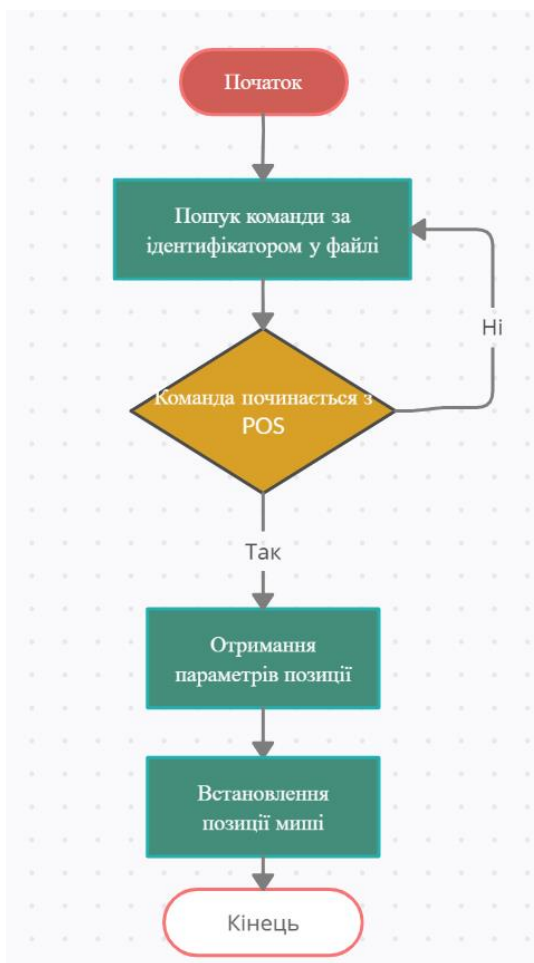 Початок
Пошук команди за
ідентифікатором у файлі
Ні
Команда починається з
POS
Так
Отримання
параметрів позиції
Встановлення
позиції миші
Кінець